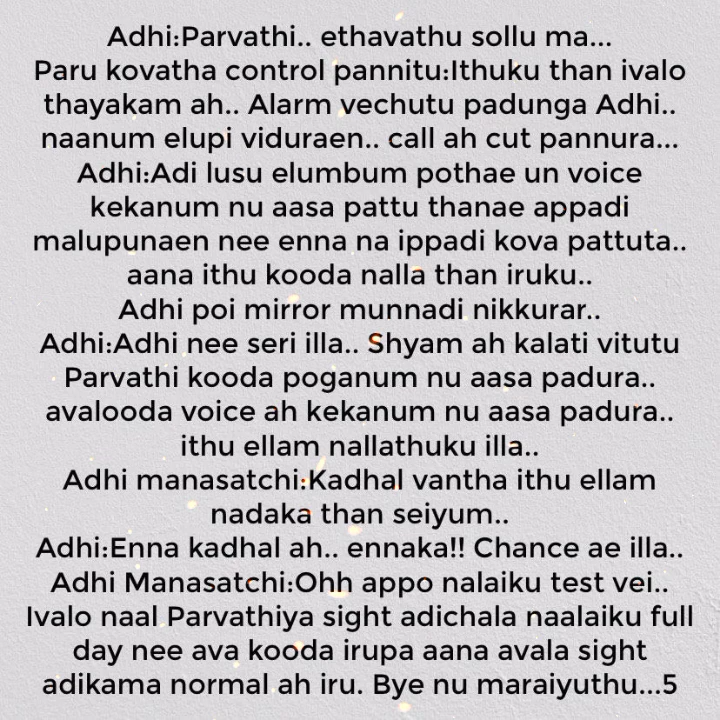 Adhi:Parvathi.. ethavathu sollu ma...
Paru kovatha control pannitu:Ithuku than ivalo
thayakam ah.. Alarm vechutu padunga Adhi..
naanum elupi viduraen.. call ah cut pannura...
Adhi:Adi lusu elumbum pothae un voice
kekanum nu aasa pattu thanae appadi
malupunaen nee enna na ippadi kova pattuta..
aana ithu kooda nalla than iruku..
Adhi poi mirror munnadi nikkurar..
Adhi:Adhi nee seri illa.. Shyam ah kalati vitutu
Parvathi kooda poganum nu aasa padura..
avalooda voice ah kekanum nu aasa padura..
ithu ellam nallathuku illa..
Adhi manasatchi:Kadhal vantha ithu ellam
nadaka than seiyum..
Adhi:Enna kadhal ah.. ennaka!! Chance ae illa..
Adhi Manasatchi:Ohh appo nalaiku test vei..
Ivalo naal Parvathiya sight adichala naalaiku full
day nee ava kooda irupa aana avala sight
adikama normal ah iru. Bye nu maraiyuthu...5